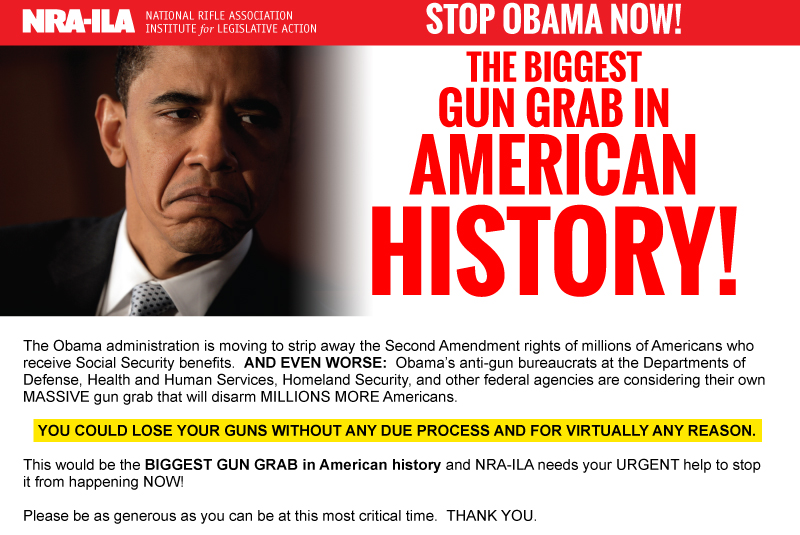 NRA-ILA NATIONAL RIFLE ASSOCIATION
INSTITUTE for LEGISLATIVE ACTION
STOP OBAMA NOW!
THE BIGGEST
GUN GRAB IN
AMERICAN
HISTORY!
The Obama administration is moving to strip away the Second Amendment rights of millions of Americans who
receive Social Security benefits.  AND EVEN WORSE:  Obama's anti-gun bureaucrats at the Departments of
Defense, Health and Human Services, Homeland Security, and other federal agencies are considering their own
MASSIVE gun grab that will disarm MILLIONS MORE Americans.
YOU COULD LOSE YOUR GUNS WITHOUT ANY DUE PROCESS AND FOR VIRTUALLY ANY REASON.
This would be the BIGGEST GUN GRAB in American history and NRA-ILA needs your URGENT help to stop
it from happening NOW!
Please be as generous as you can be at this most critical time.  THANK YOU.